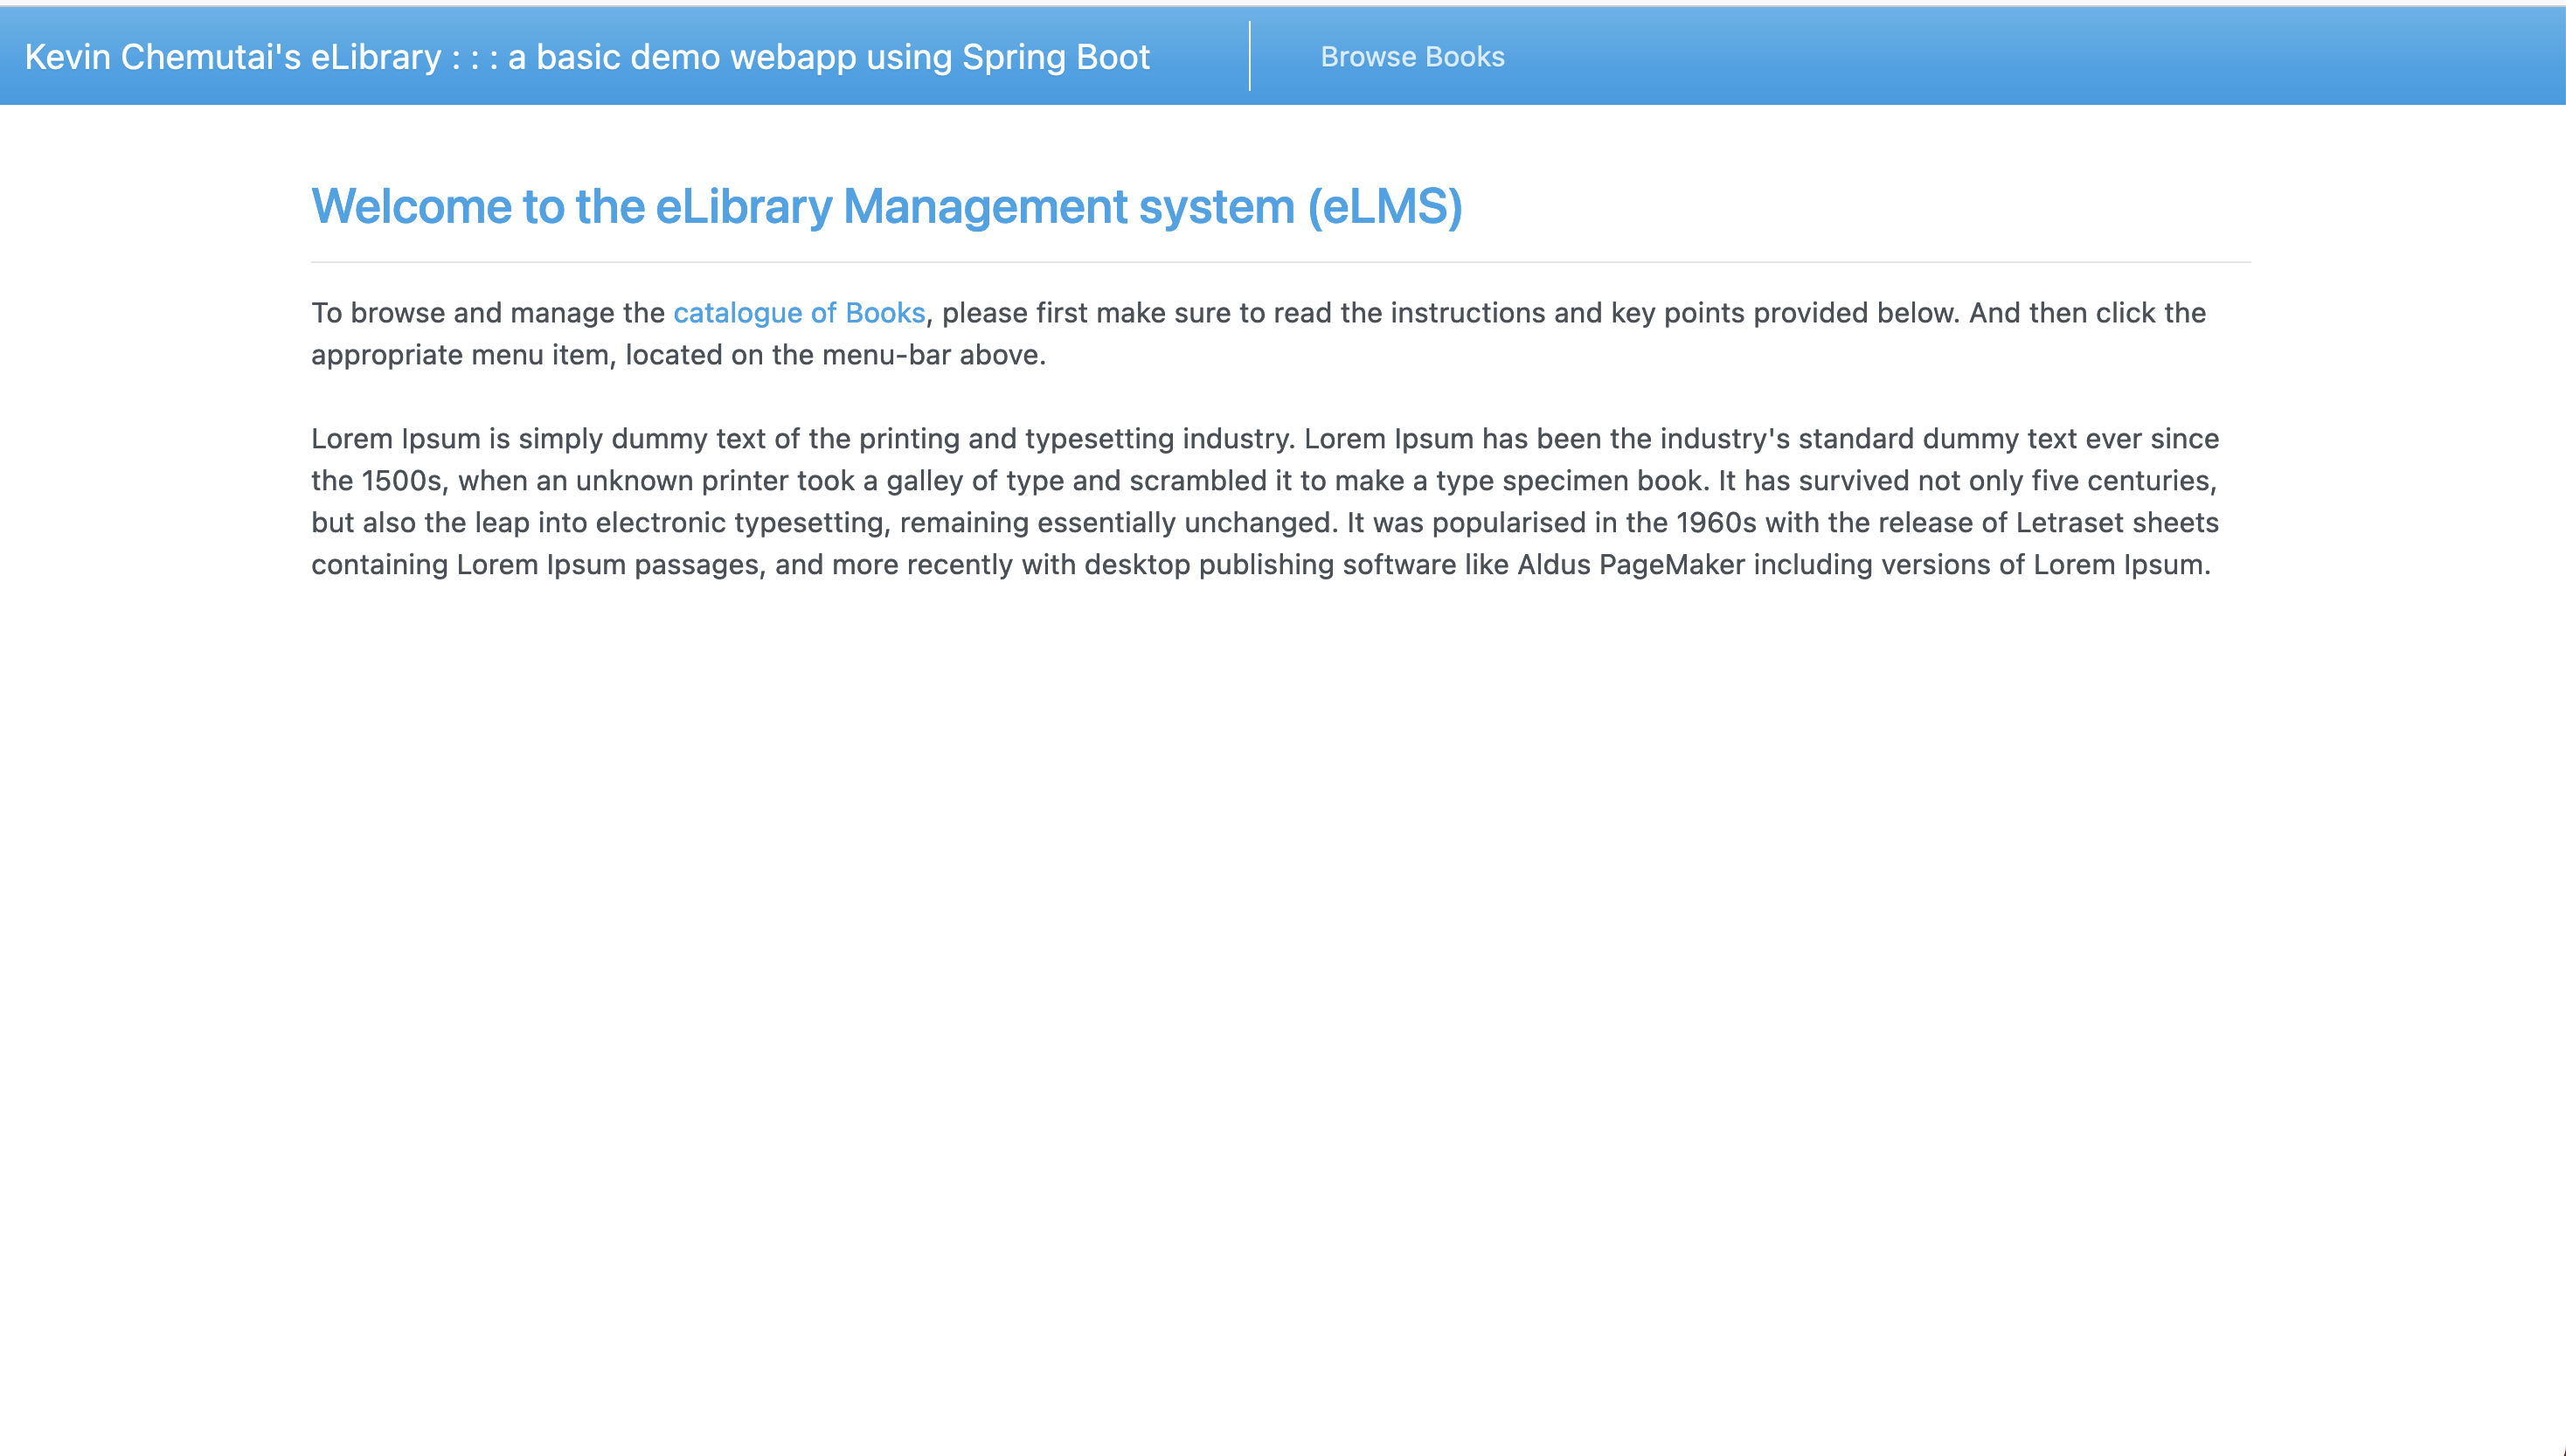 Kevin Chemutai's eLibrary : : : a basic demo webapp using Spring Boot
Browse Books
Welcome to the eLibrary Management system (eLMS)
To browse and manage the catalogue of Books, please first make sure to read the instructions and key points provided below. And then click the
appropriate menu item, located on the menu-bar above.
Lorem Ipsum is simply dummy text of the printing and typesetting industry. Lorem Ipsum has been the industry's standard dummy text ever since
the 1500s, when an unknown printer took a galley of type and scrambled it to make a type specimen book. It has survived not only five centuries,
but also the leap into electronic typesetting, remaining essentially unchanged. It was popularised in the 1960s with the release of Letraset sheets
containing Lorem Ipsum passages, and more recently with desktop publishing software like Aldus PageMaker including versions of Lorem Ipsum.